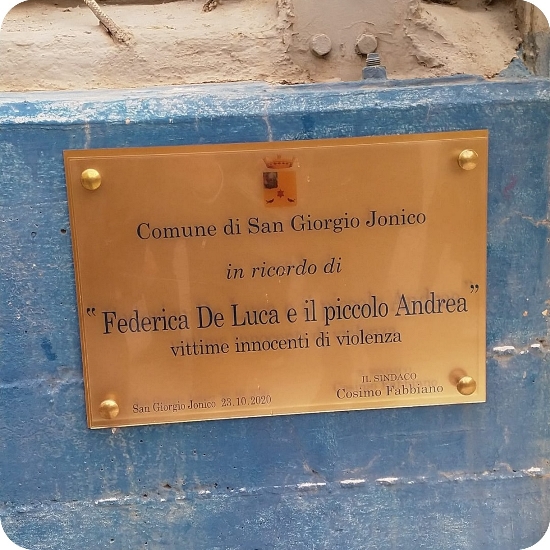 Comune di San Giorgio Jonico
in ricordo di
“Federica De Luca e il piccolo Andrea”
vittime innocenti di violenza
IL SINDACO
San Giorgio Jonico 23.10.2020 Cosimo Fabbiano